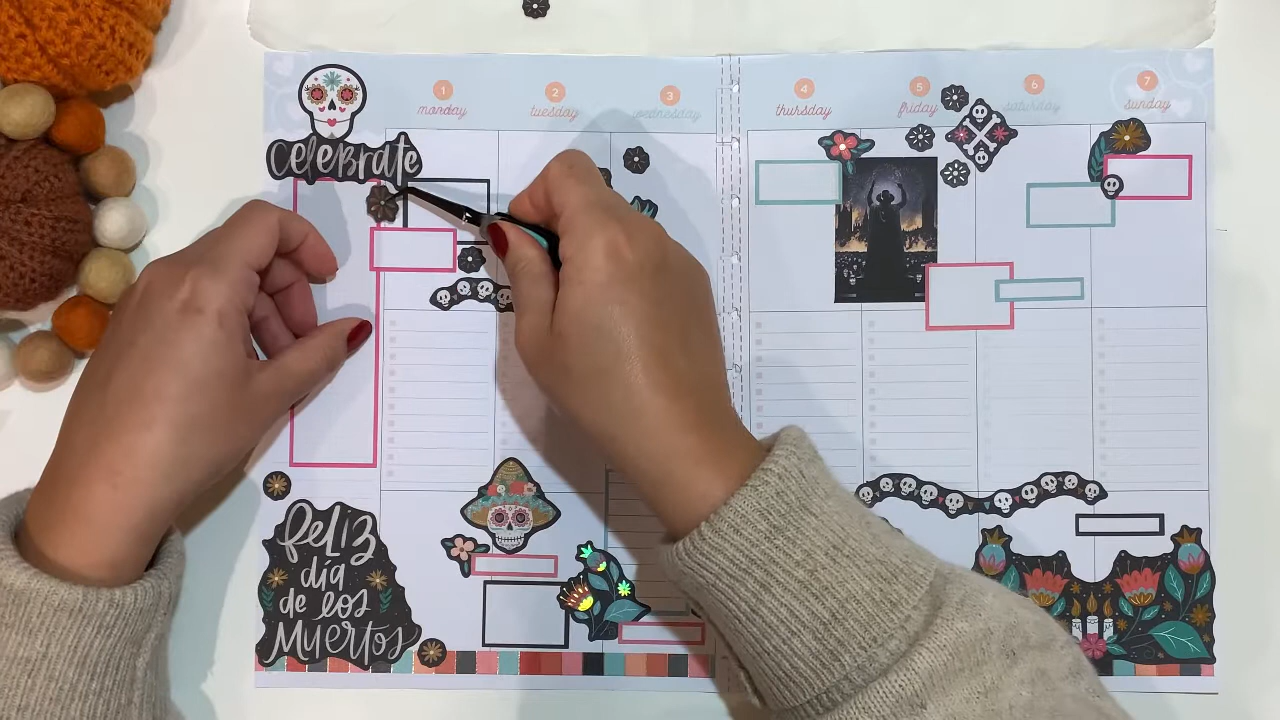 1 2 3 4 5 6 7
monday tuesday wednesday thursday friday saturday sunday
celebrate
feliz
día
de los
Muertos